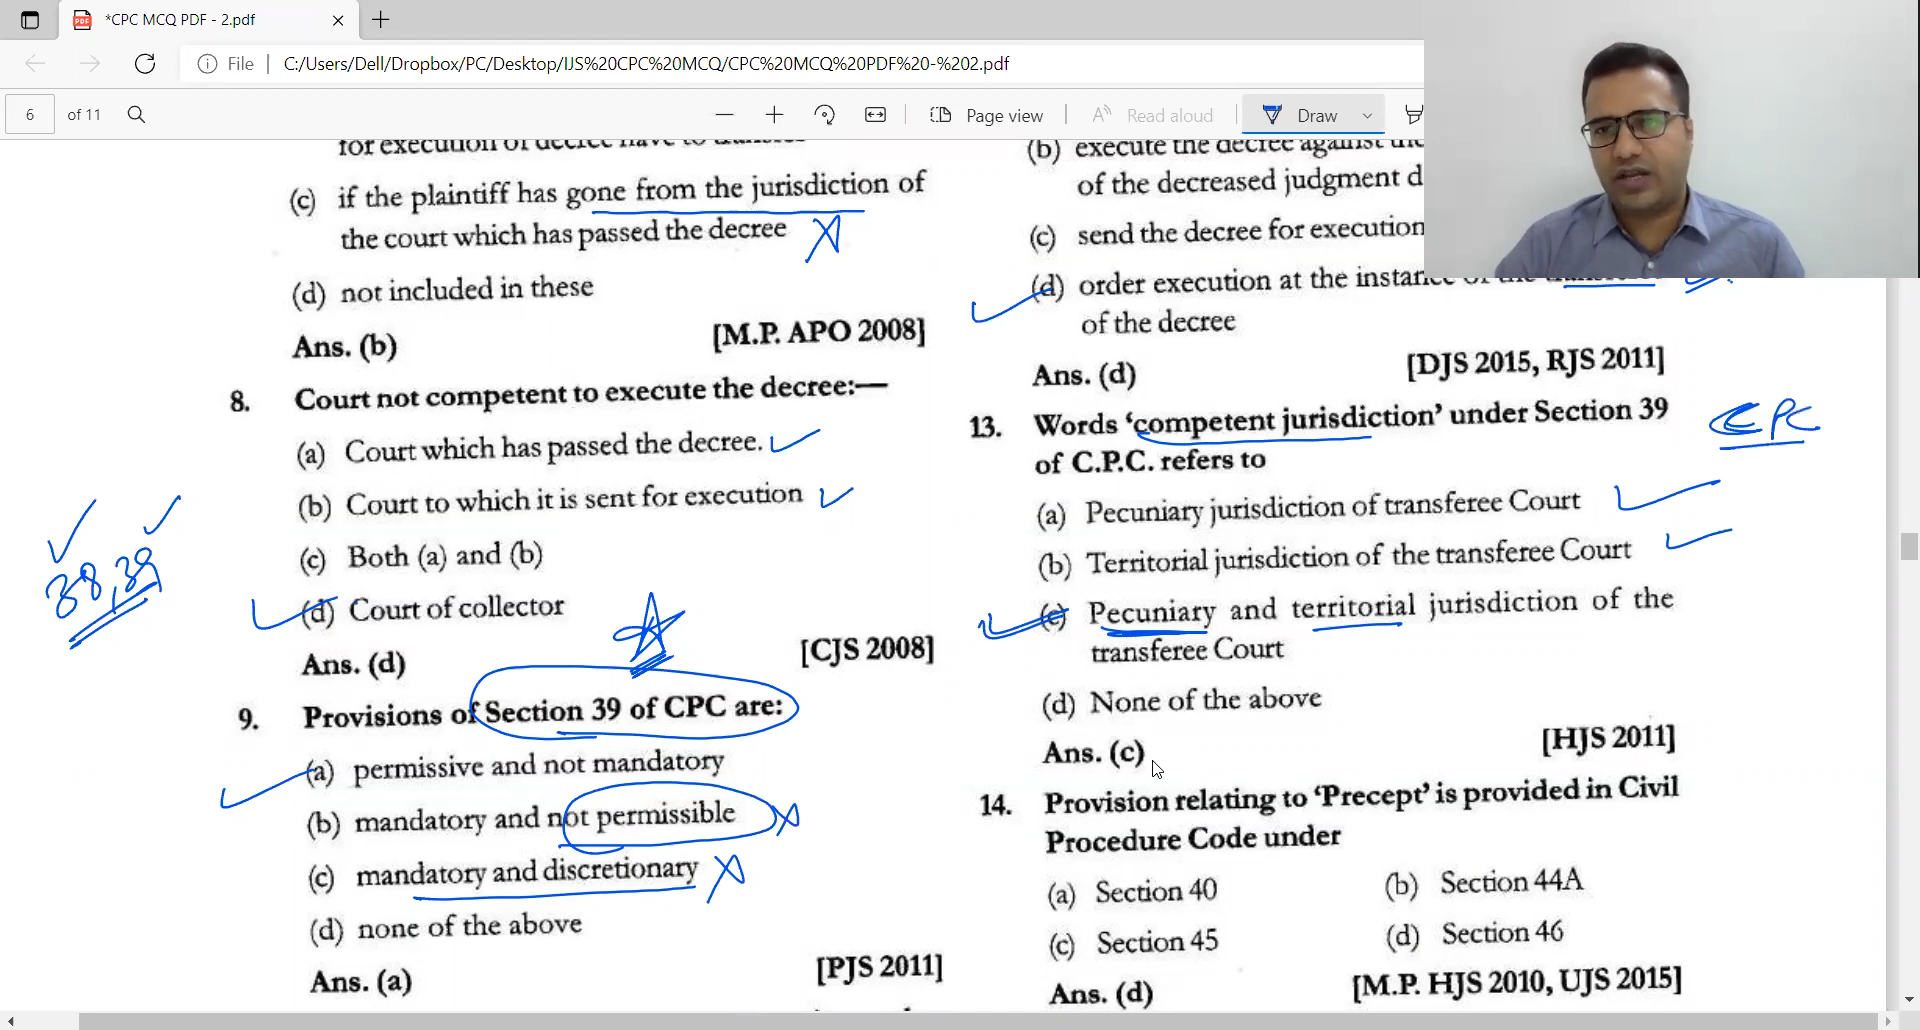 *CPC MCQ PDF - 2.pdf
File
C:/Users/Dell/Dropbox/PC/Desktop/IJS%20CPC%20MCQ/CPC%20MCQ%20PDF%20-%202.pdf
6 of 11
Page view
Read aloud
Draw
for execution of decree have to
(c) if the plaintiff has gone from the jurisdiction of
the court which has passed the decree
(d) not included in these
Ans. (b) [M.P. APO 2008]
8. Court not competent to execute the decree:—
(a) Court which has passed the decree.
(b) Court to which it is sent for execution
(c) Both (a) and (b)
(d) Court of collector
Ans. (d) [CJS 2008]
38, 39
9. Provisions of Section 39 of CPC are:
(a) permissive and not mandatory
(b) mandatory and not permissible
(c) mandatory and discretionary
(d) none of the above
Ans. (a) [PJS 2011]
(b) execute the decree against the
of the decreased judgment d
(c) send the decree for execution
(d) order execution at the instance of the
of the decree
Ans. (d) [DJS 2015, RJS 2011]
13. Words ‘competent jurisdiction’ under Section 39
of C.P.C. refers to
CPC
(a) Pecuniary jurisdiction of transferee Court
(b) Territorial jurisdiction of the transferee Court
(c) Pecuniary and territorial jurisdiction of the
transferee Court
(d) None of the above
Ans. (c) [HJS 2011]
14. Provision relating to ‘Precept’ is provided in Civil
Procedure Code under
(a) Section 40 (b) Section 44A
(c) Section 45 (d) Section 46
Ans. (d) [M.P. HJS 2010, UJS 2015]